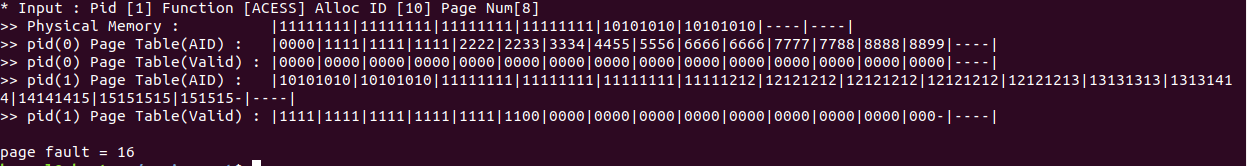 * Input : Pid [1] Function [ACESS] Alloc ID [10] Page Num[8]
>> Physical Memory :            |11111111|11111111|11111111|11111111|10101010|10101010|----|----|
>> pid(0) Page Table(AID) :    |0000|1111|1111|1111|2222|2233|3334|4455|5556|6666|6666|7777|7788|8888|8899|----|
>> pid(0) Page Table(Valid) : |0000|0000|0000|0000|0000|0000|0000|0000|0000|0000|0000|0000|0000|0000|0000|----|
>> pid(1) Page Table(AID) :    |10101010|10101010|11111111|11111111|11111111|11111212|12121212|12121212|12121212|12121213|13131313|1313141
4|14141415|15151515|151515-|----|
>> pid(1) Page Table(Valid) : |1111|1111|1111|1111|1111|1100|0000|0000|0000|0000|0000|0000|0000|0000|000-|----|
page fault = 16